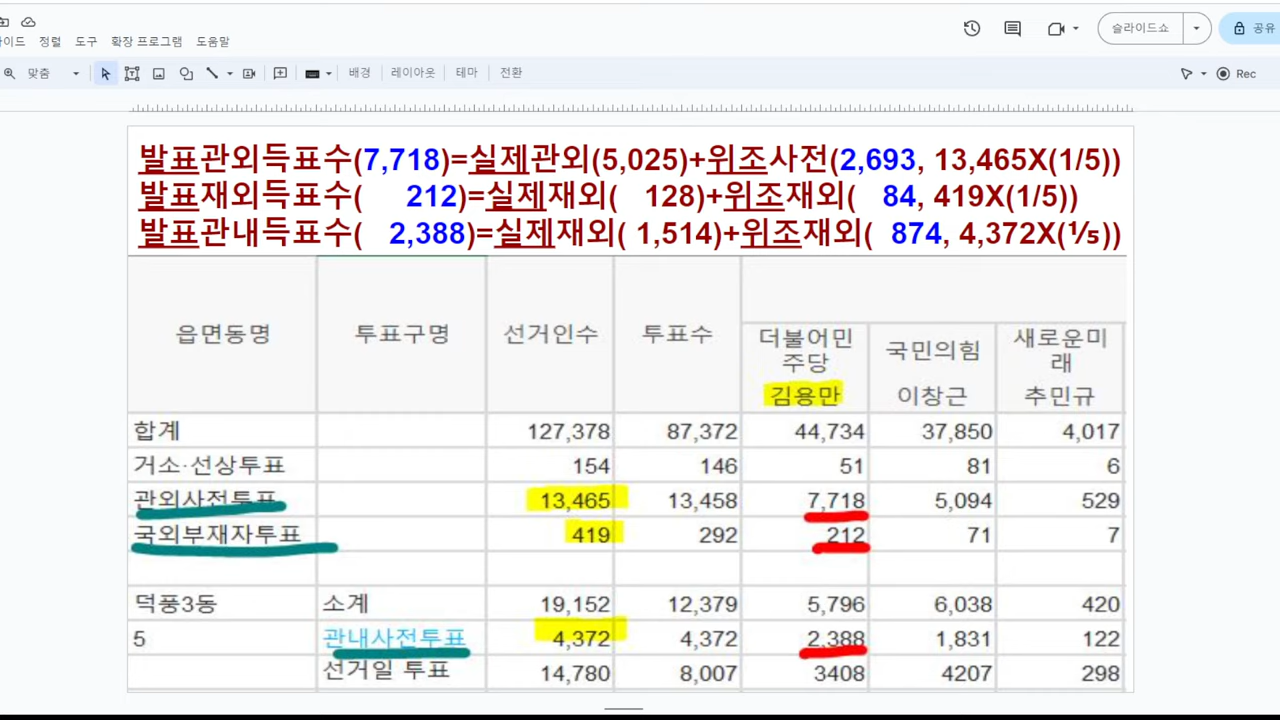 이드 정렬 도구 확장 프로그램 도움말
슬라이드쇼
공유
맞춤 배경 레이아웃 테마 전환 Rec
발표관외득표수(7,718)=실제관외(5,025)+위조사전(2,693, 13,465X(1/5))
발표재외득표수( 212)=실제재외( 128)+위조재외( 84, 419X(1/5))
발표관내득표수( 2,388)=실제재외( 1,514)+위조재외( 874, 4,372X(⅕))
읍면동명 투표구명 선거인수 투표수 더불어민주당 김용만 국민의힘 이창근 새로운미래 추민규
합계 127,378 87,372 44,734 37,850 4,017
거소·선상투표 154 146 51 81 6
관외사전투표 13,465 13,458 7,718 5,094 529
국외부재자투표 419 292 212 71 7
덕풍3동 소계 19,152 12,379 5,796 6,038 420
5 관내사전투표 4,372 4,372 2,388 1,831 122
선거일 투표 14,780 8,007 3408 4207 298